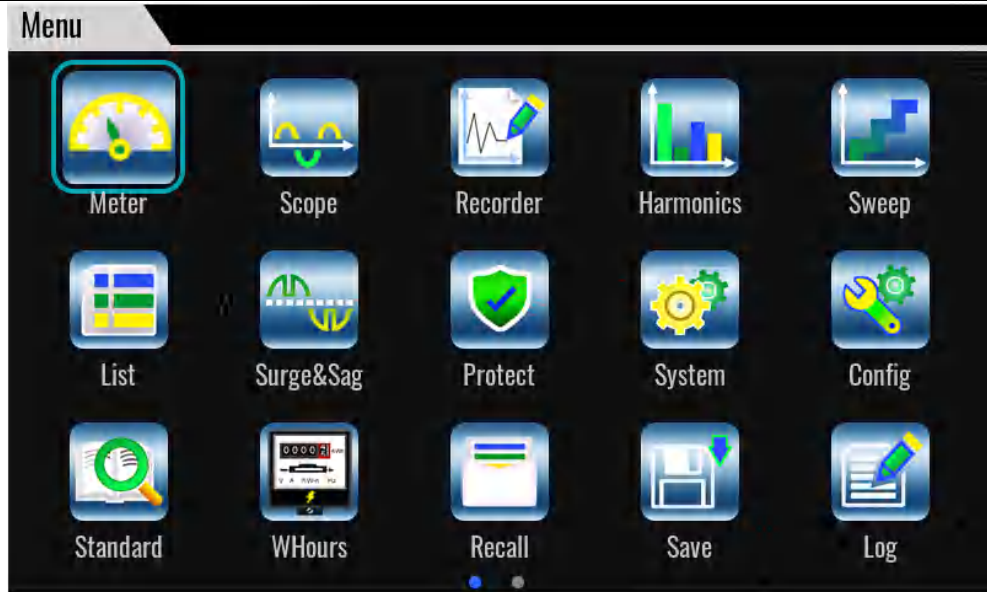 Menu
Meter Scope Recorder Harmonics Sweep
List Surge&Sag Protect System Config
Standard WHours Recall Save Log